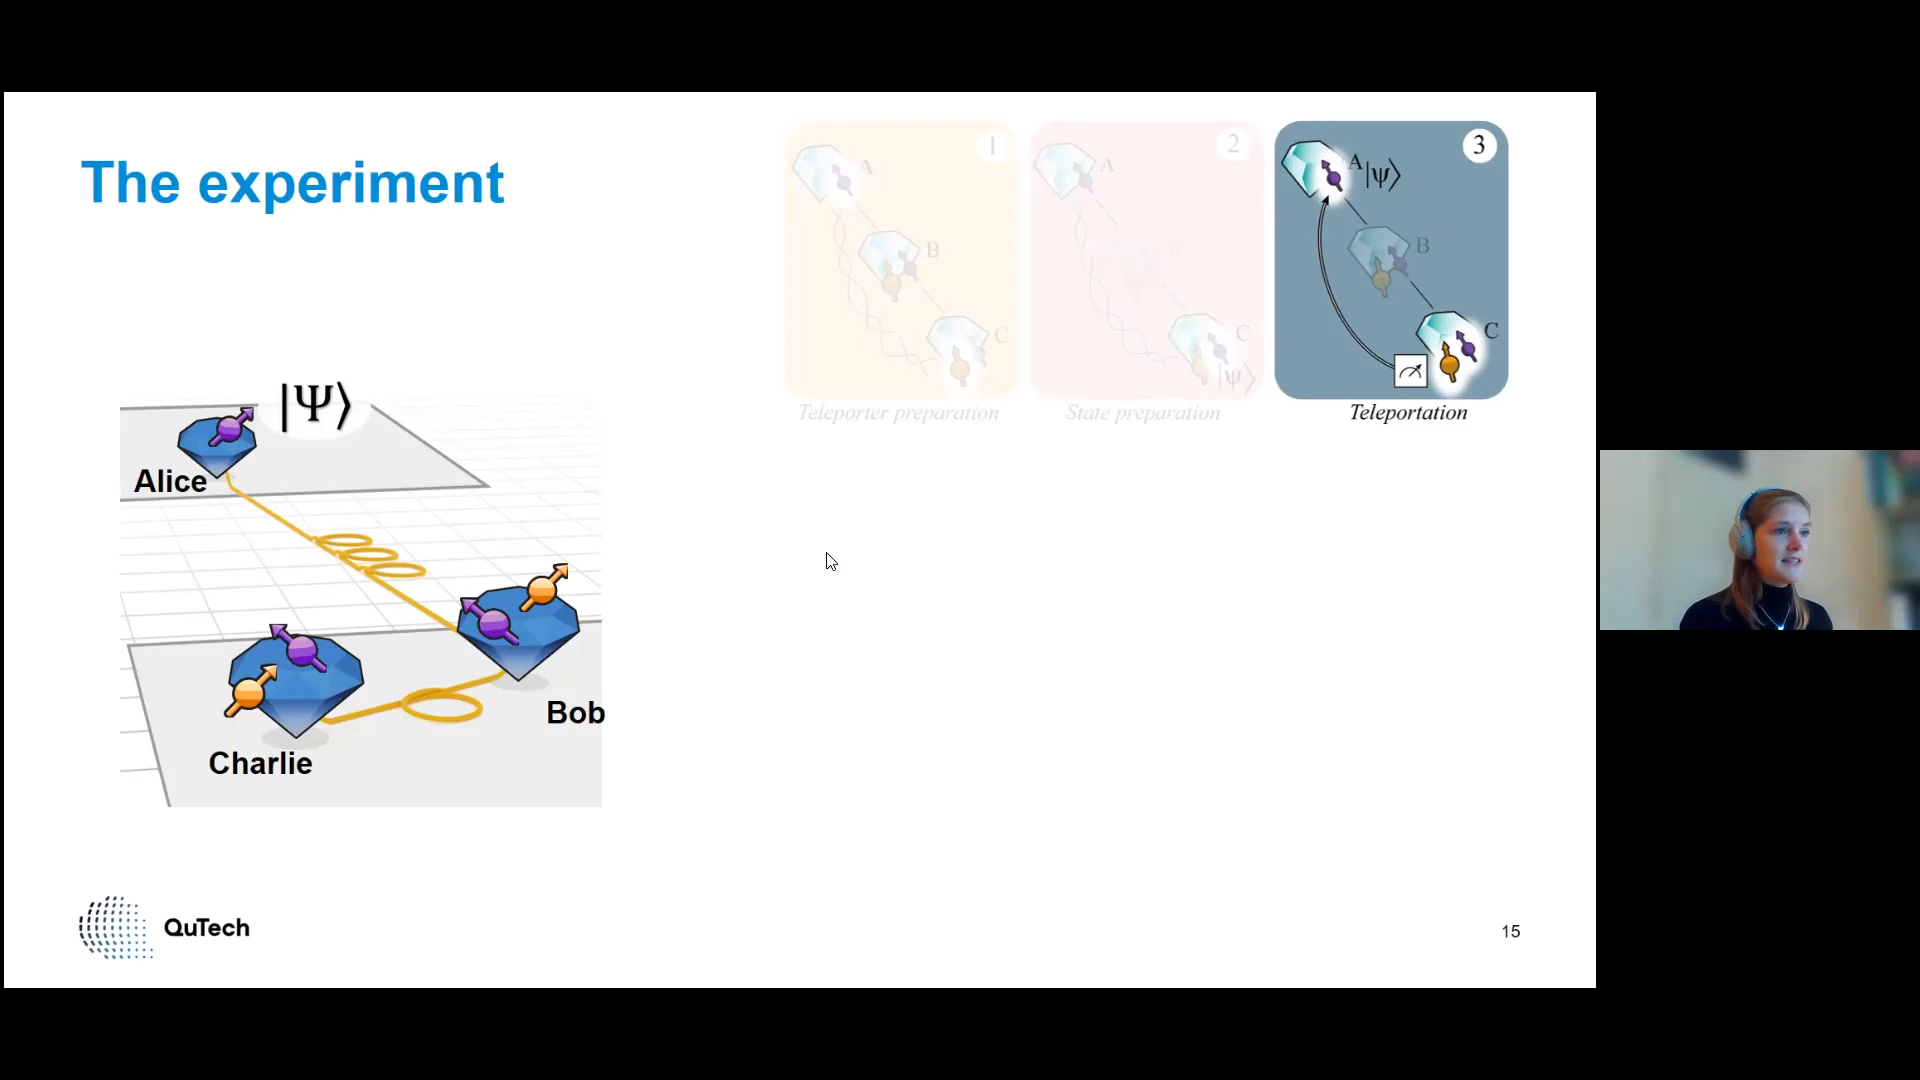 The experiment
1
A
B
C
Teleporter preparation
2
A
B
C
|ψ⟩
State preparation
3
A |ψ⟩
B
C
Teleportation
|Ψ⟩
Alice
Bob
Charlie
QuTech
15